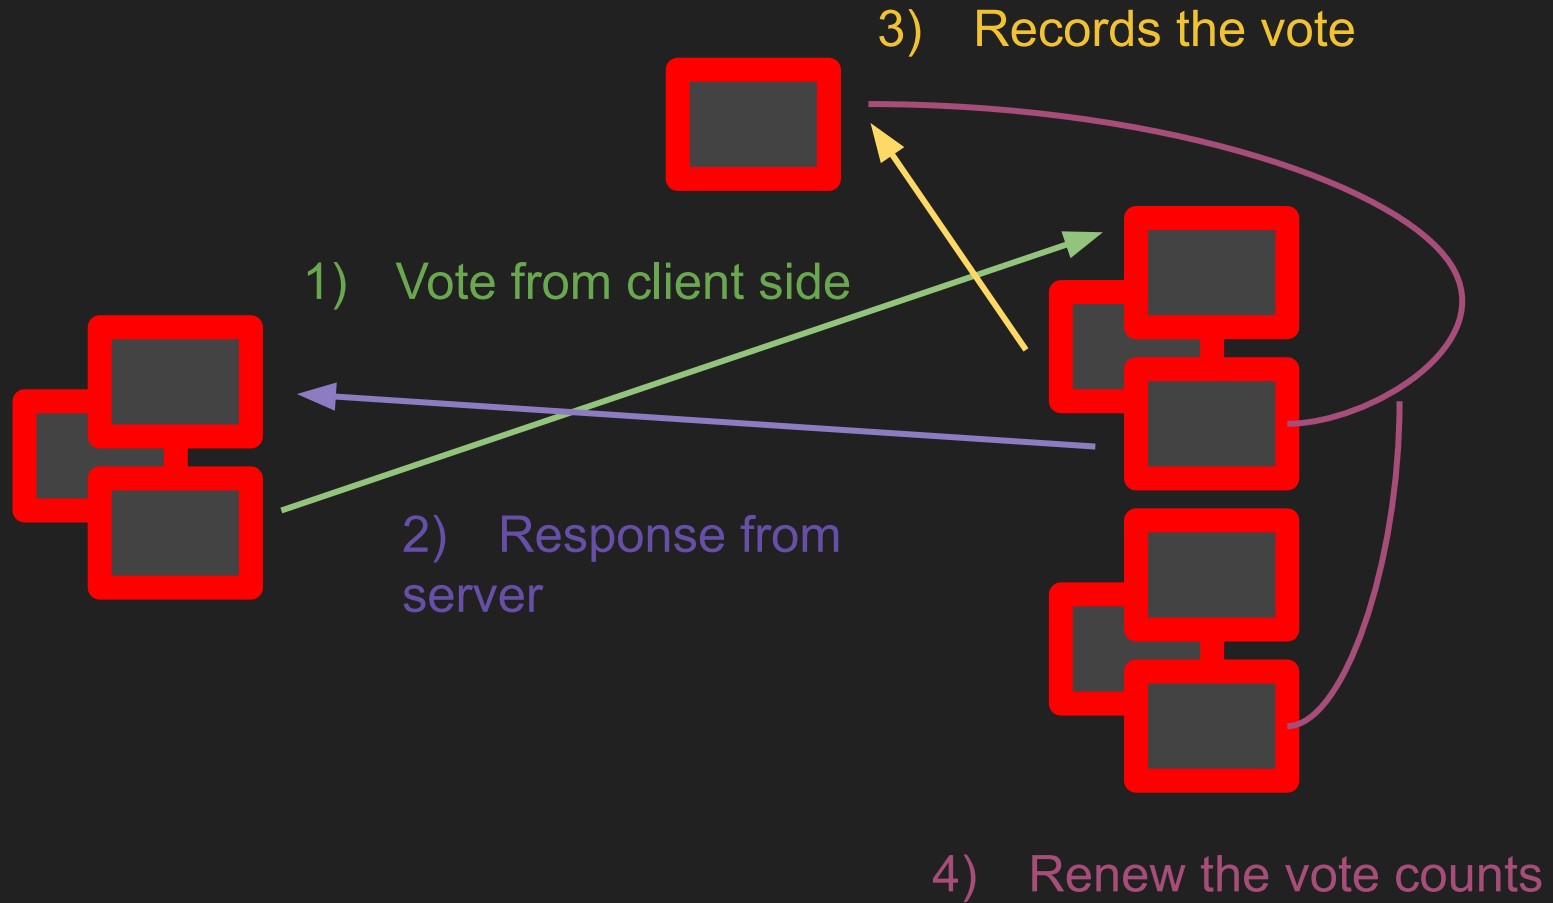 3) Records the vote
1) Vote from client side
2) Response from
server
4) Renew the vote counts